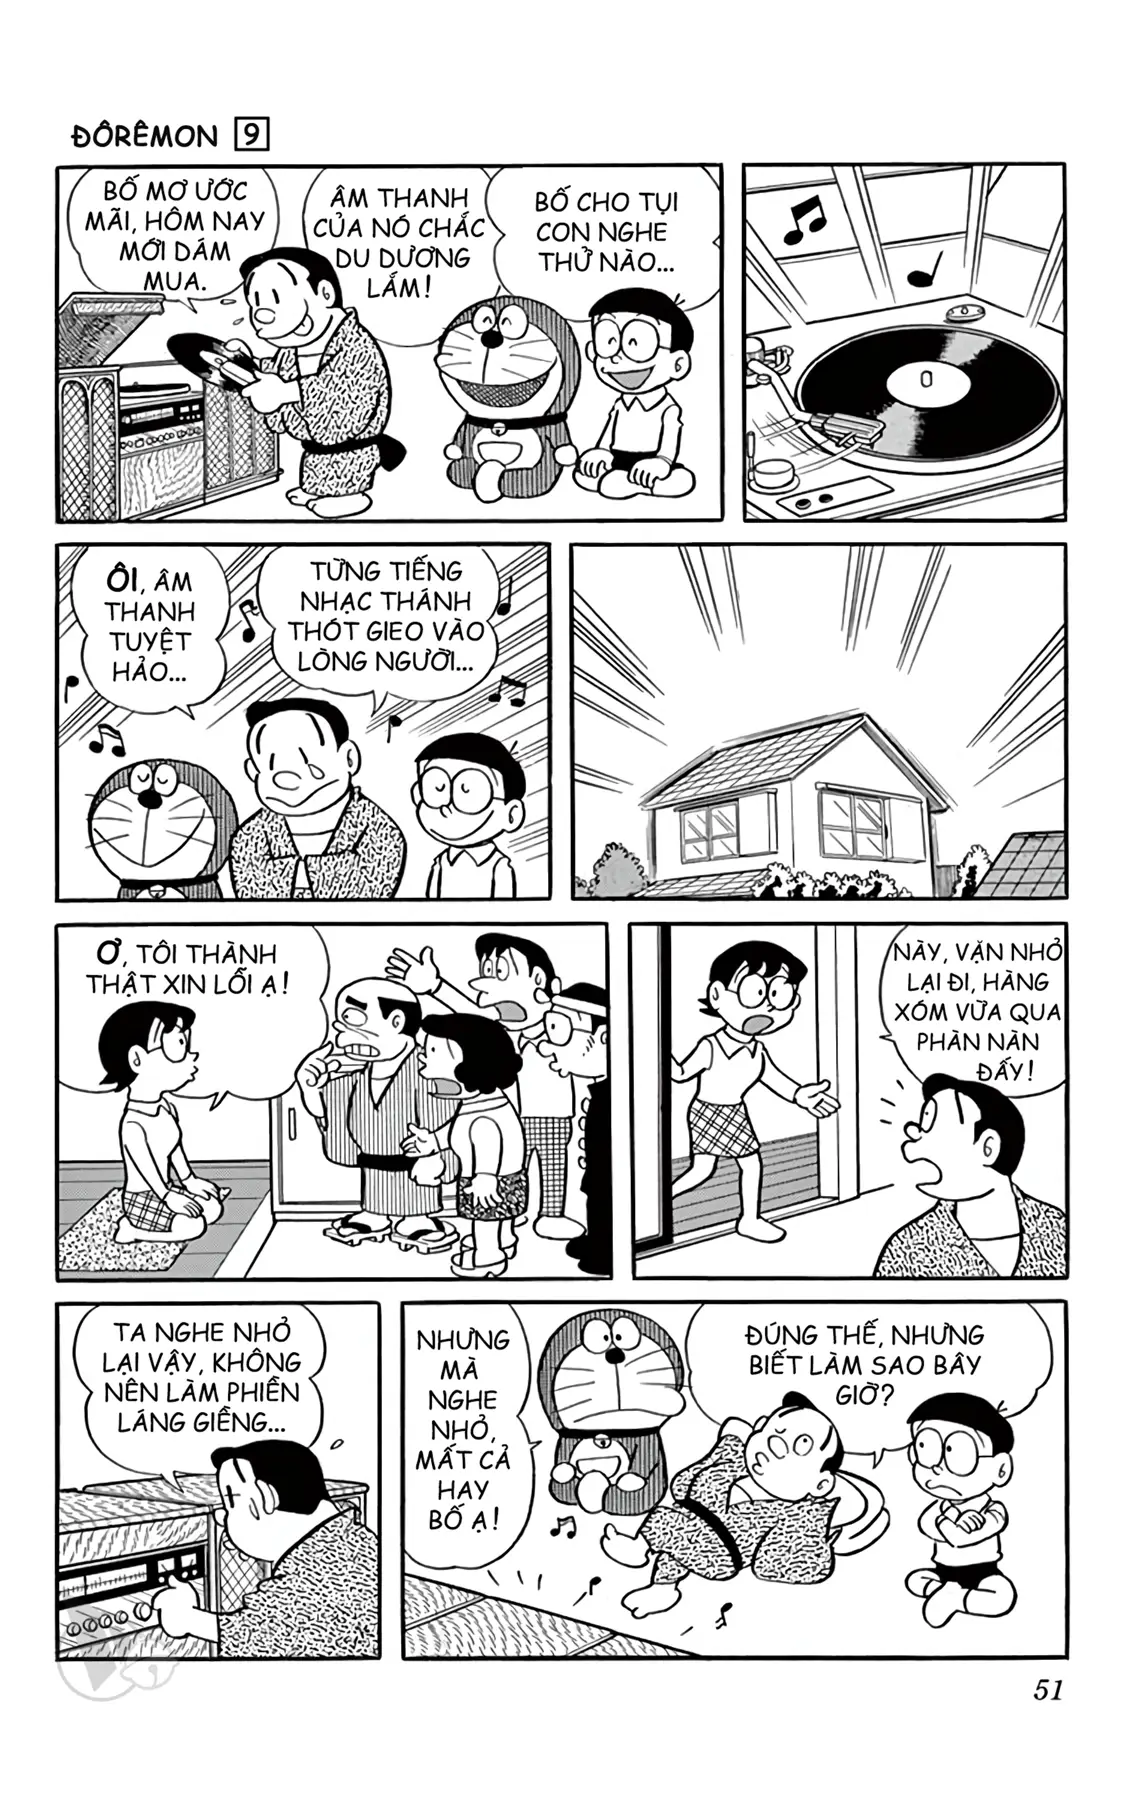 ĐÔRÊMON 9
BỐ MƠ ƯỚC
MÃI, HÔM NAY
MỚI DÁM
MUA.
ÂM THANH
CỦA NÓ CHẮC
DU DƯƠNG
LẮM!
BỐ CHO TỤI
CON NGHE
THỬ NÀO...
ÔI, ÂM
THANH
TUYỆT
HẢO...
TỪNG TIẾNG
NHẠC THÁNH
THÓT GIEO VÀO
LÒNG NGƯỜI...
Ơ, TÔI THÀNH
THẬT XIN LỖI Ạ!
NÀY, VẶN NHỎ
LẠI ĐI, HÀNG
XÓM VỪA QUA
PHÀN NÀN
ĐẤY!
TA NGHE NHỎ
LẠI VẬY, KHÔNG
NÊN LÀM PHIỀN
LÁNG GIỀNG...
NHƯNG
MÀ
NGHE
NHỎ,
MẤT CẢ
HAY
BỐ Ạ!
ĐÚNG THẾ, NHƯNG
BIẾT LÀM SAO BÂY
GIỜ?
51